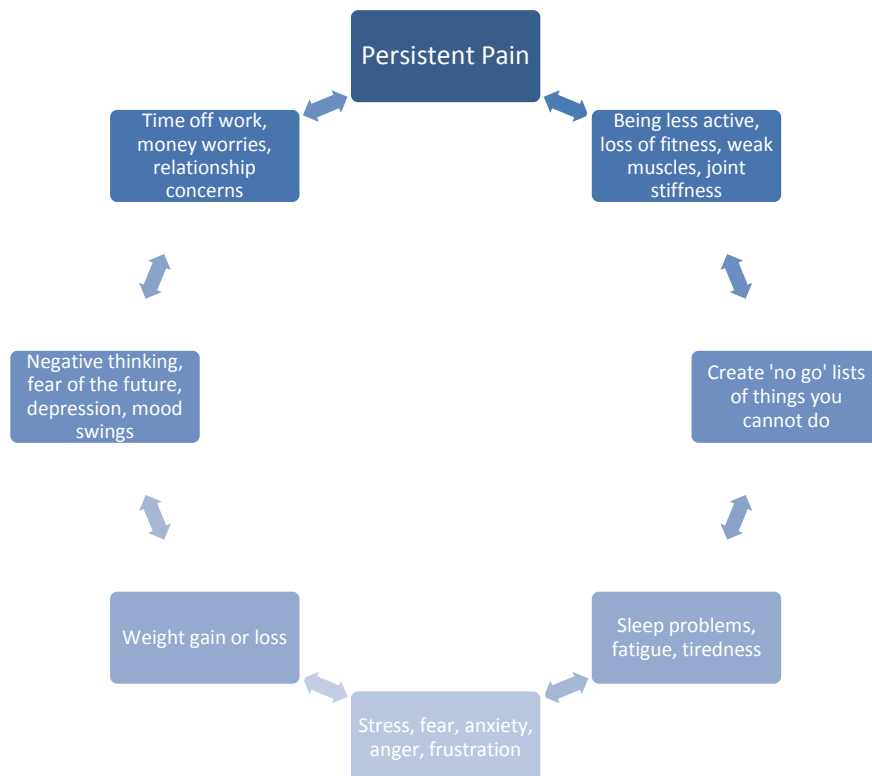 Persistent Pain
Being less active,
loss of fitness, weak
muscles, joint
stiffness
Create 'no go' lists
of things you
cannot do
Sleep problems,
fatigue, tiredness
Stress, fear, anxiety,
anger, frustration
Weight gain or loss
Negative thinking,
fear of the future,
depression, mood
swings
Time off work,
money worries,
relationship
concerns